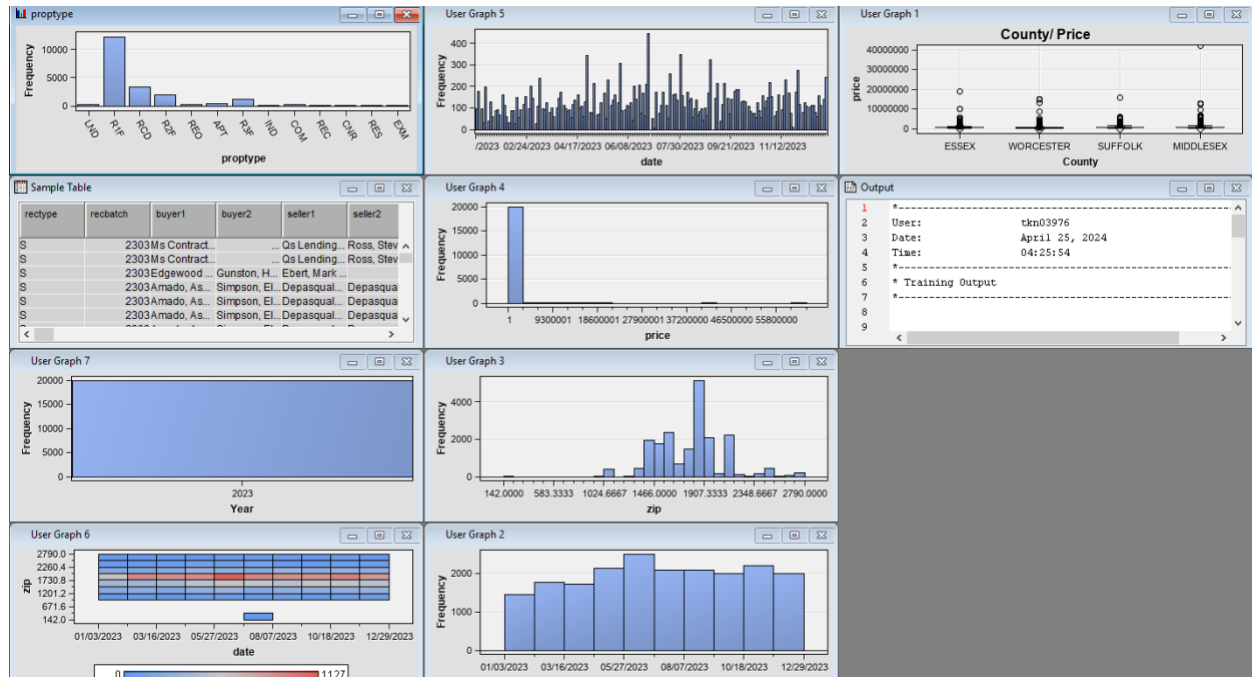 proptype
Frequency
10000
5000
0
LND R1F RCD R2F REO APT R3F IND COM REC CNR RES EXM
proptype
User Graph 5
Frequency
400
300
200
100
0
/2023 02/24/2023 04/17/2023 06/08/2023 07/30/2023 09/21/2023 11/12/2023
date
User Graph 1
County/ Price
price
40000000
30000000
20000000
10000000
0
ESSEX WORCESTER SUFFOLK MIDDLESEX
County
Sample Table
rectype recbatch buyer1 buyer2 seller1 seller2
S 2303 Ms Contract... ... Qs Lending... Ross, Stev
S 2303 Ms Contract... ... Qs Lending... Ross, Stev
S 2303 Edgewood ... Gunston, H... Ebert, Mark ...
S 2303 Amado, As... Simpson, El... Depasqual... Depasqua
S 2303 Amado, As... Simpson, El... Depasqual... Depasqua
S 2303 Amado, As... Simpson, El... Depasqual... Depasqua
User Graph 4
Frequency
20000
15000
10000
5000
0
1 9300001 18600001 27900001 37200000 46500000 55800000
price
Output
1 *------------------------------------------------
2 User: tkn03976
3 Date: April 25, 2024
4 Time: 04:25:54
5 *------------------------------------------------
6 * Training Output
7 *------------------------------------------------
8
9
User Graph 7
Frequency
20000
15000
10000
5000
0
2023
Year
User Graph 3
Frequency
4000
2000
0
142.0000 583.3333 1024.6667 1466.0000 1907.3333 2348.6667 2790.0000
zip
User Graph 6
zip
2790.0
2260.4
1730.8
1201.2
671.6
142.0
01/03/2023 03/16/2023 05/27/2023 08/07/2023 10/18/2023 12/29/2023
date
0 1127
User Graph 2
Frequency
2000
1000
0
01/03/2023 03/16/2023 05/27/2023 08/07/2023 10/18/2023 12/29/2023